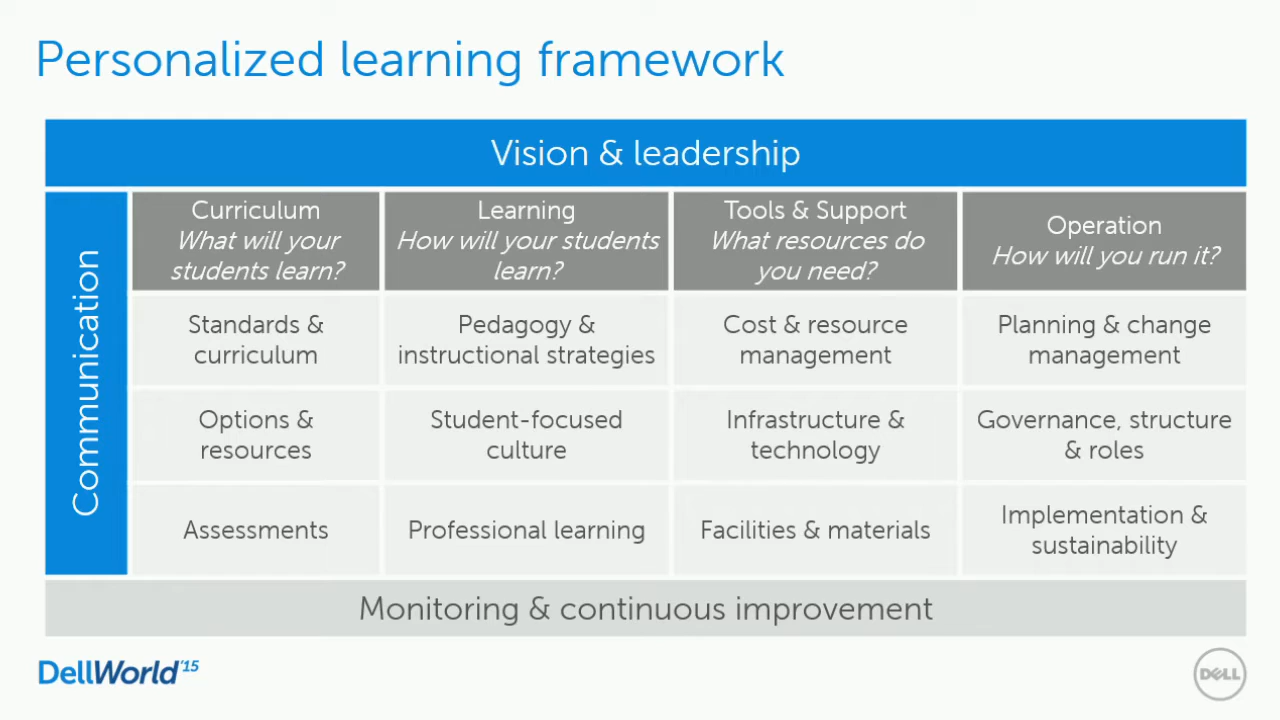 Personalized learning framework
Vision & leadership
Communication
Curriculum
What will your
students learn?
Learning
How will your students
learn?
Tools & Support
What resources do
you need?
Operation
How will you run it?
Standards &
curriculum
Pedagogy &
instructional strategies
Cost & resource
management
Planning & change
management
Options &
resources
Student-focused
culture
Infrastructure &
technology
Governance, structure
& roles
Assessments
Professional learning
Facilities & materials
Implementation &
sustainability
Monitoring & continuous improvement
DellWorld'15
DELL